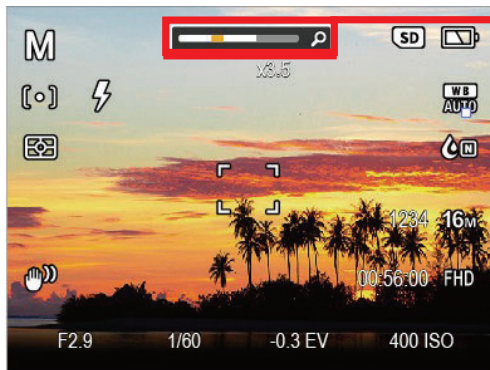 M
SD
x3.5
WB
AUTO
N
1234 16M
00:56:00 FHD
F2.9 1/60 -0.3 EV 400 ISO